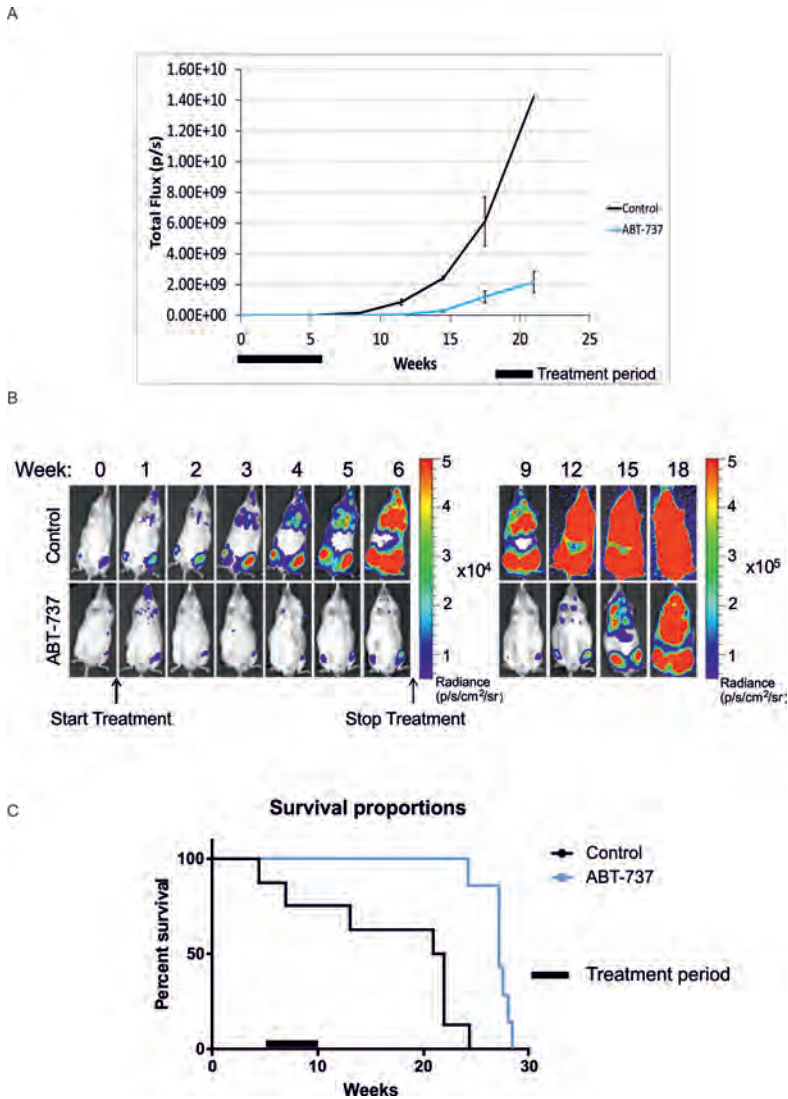 A
1.60E+10
1.40E+10
1.20E+10
1.00E+10
8.00E+09
6.00E+09
4.00E+09
2.00E+09
0.00E+00
Total Flux (p/s)
Control
ABT-737
0 5 10 15 20 25
Weeks
Treatment period
B
Week: 0 1 2 3 4 5 6 9 12 15 18
Control
ABT-737
5
4
3
2
1
x10⁴
Radiance
(p/s/cm²/sr)
5
4
3
2
1
x10⁵
Radiance
(p/s/cm²/sr)
Start Treatment
Stop Treatment
C
Survival proportions
100
50
0
Percent survival
Control
ABT-737
Treatment period
0 10 20 30
Weeks